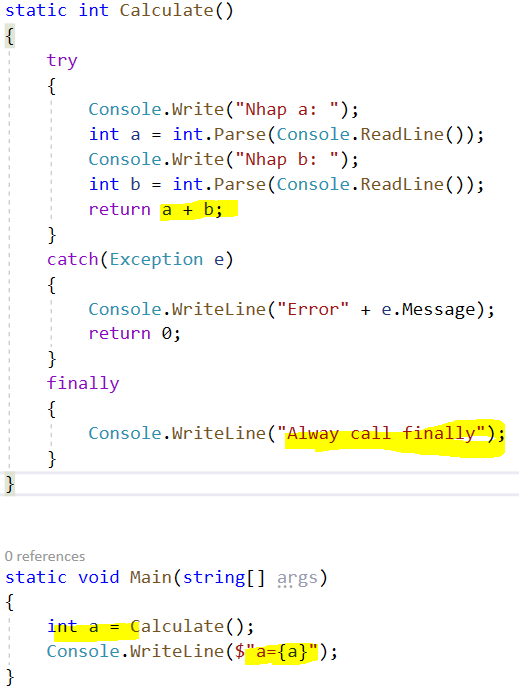 static int Calculate()
{
try
{
Console.Write("Nhap a: ");
int a = int.Parse(Console.ReadLine());
Console.Write("Nhap b: ");
int b = int.Parse(Console.ReadLine());
return a + b;
}
catch(Exception e)
{
Console.WriteLine("Error" + e.Message);
return 0;
}
finally
{
Console.WriteLine("Alway call finally");
}
}
0 references
static void Main(string[] args)
{
int a = Calculate();
Console.WriteLine($"a={a}");
}